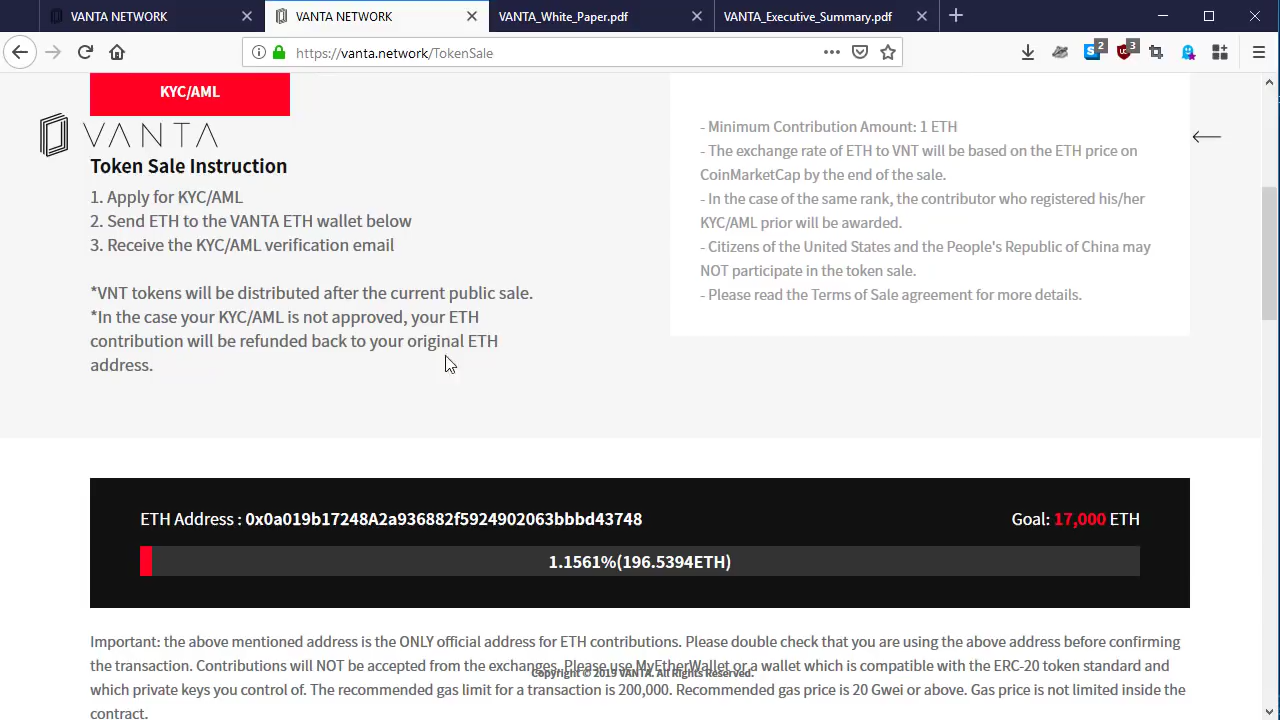 VANTA NETWORK
VANTA NETWORK
VANTA_White_Paper.pdf
VANTA_Executive_Summary.pdf
https://vanta.network/TokenSale
2
3
KYC/AML
VANTA
Token Sale Instruction
1. Apply for KYC/AML
2. Send ETH to the VANTA ETH wallet below
3. Receive the KYC/AML verification email
*VNT tokens will be distributed after the current public sale.
*In the case your KYC/AML is not approved, your ETH
contribution will be refunded back to your original ETH
address.
- Minimum Contribution Amount: 1 ETH
- The exchange rate of ETH to VNT will be based on the ETH price on
CoinMarketCap by the end of the sale.
- In the case of the same rank, the contributor who registered his/her
KYC/AML prior will be awarded.
- Citizens of the United States and the People's Republic of China may
NOT participate in the token sale.
- Please read the Terms of Sale agreement for more details.
ETH Address : 0x0a019b17248A2a936882f5924902063bbbd43748
Goal: 17,000 ETH
1.1561%(196.5394ETH)
Important: the above mentioned address is the ONLY official address for ETH contributions. Please double check that you are using the above address before confirming
the transaction. Contributions will NOT be accepted from the exchanges. Please use MyEtherWallet or a wallet which is compatible with the ERC-20 token standard and
Copyright © 2019 VANTA. All Rights Reserved.
which private keys you control of. The recommended gas limit for a transaction is 200,000. Recommended gas price is 20 Gwei or above. Gas price is not limited inside the
contract.